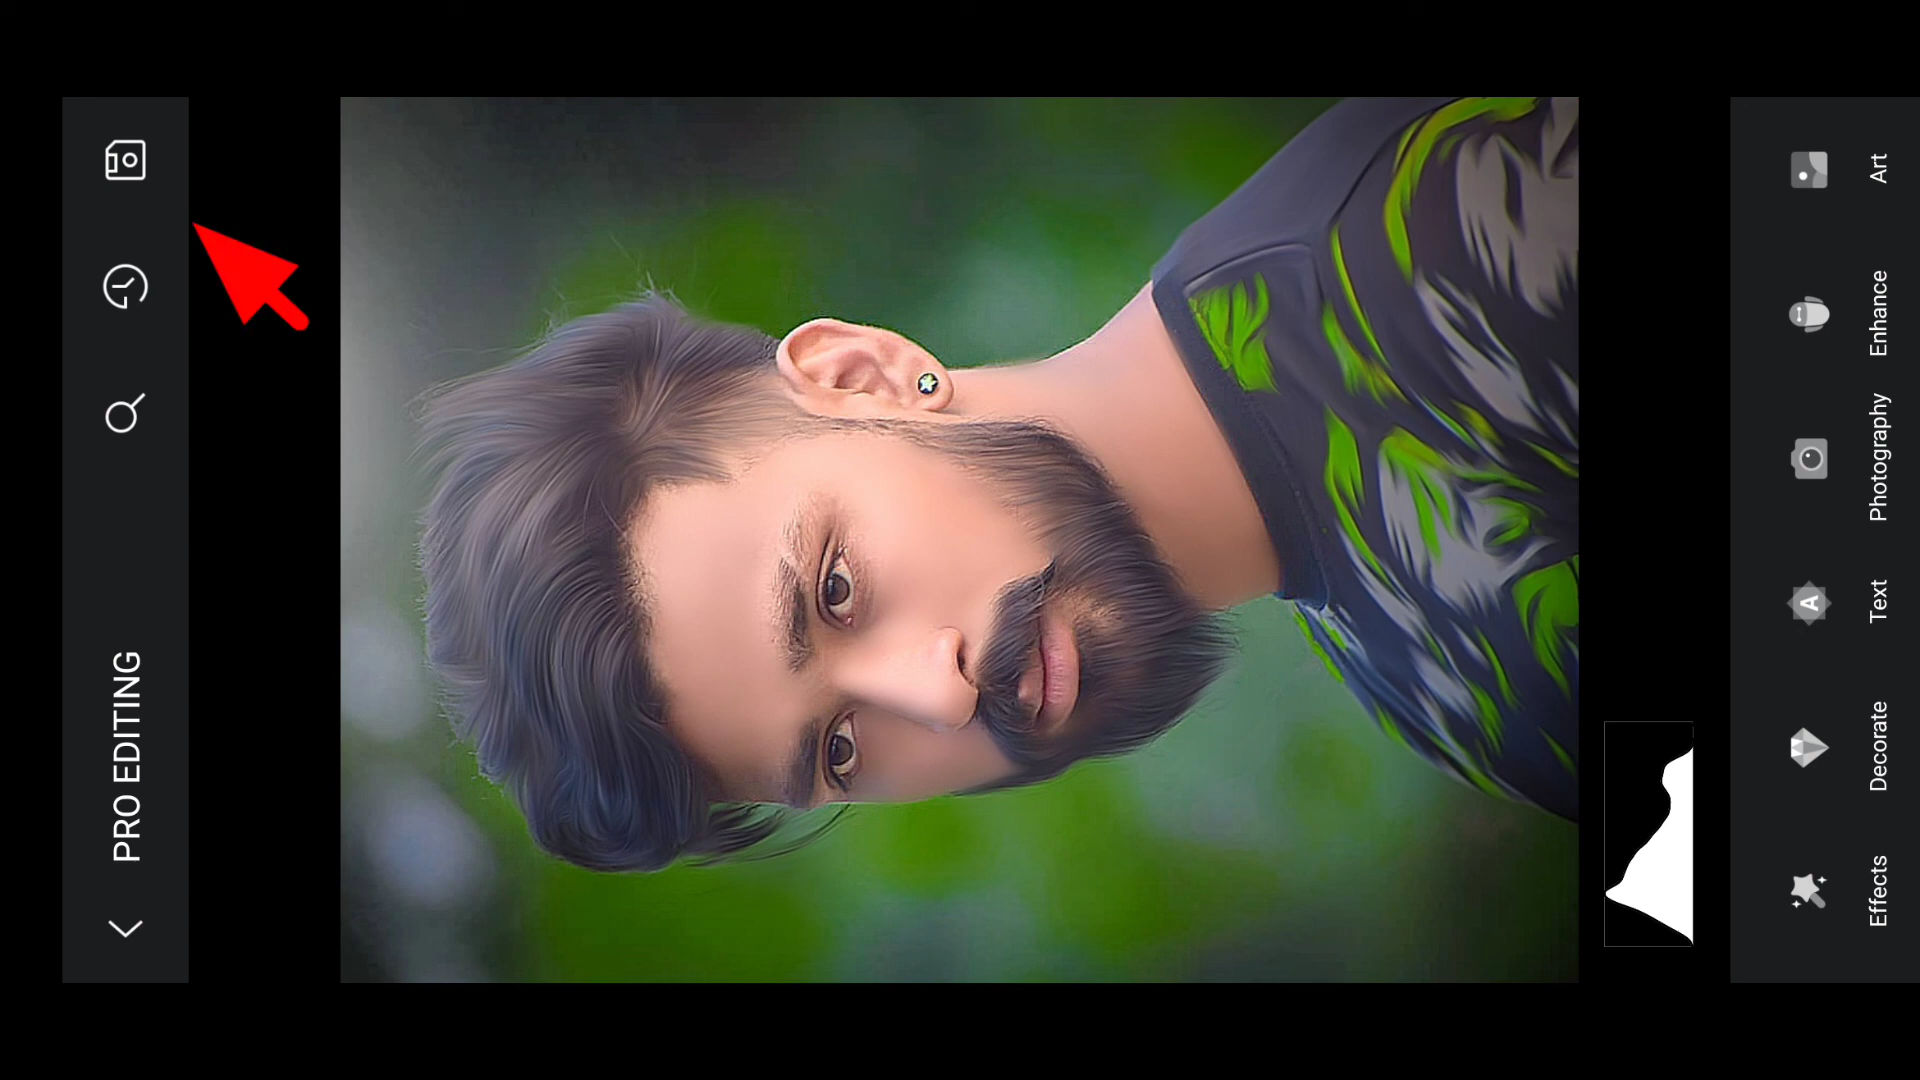 PRO EDITING
Effects
Decorate
Text
Photography
Enhance
Art